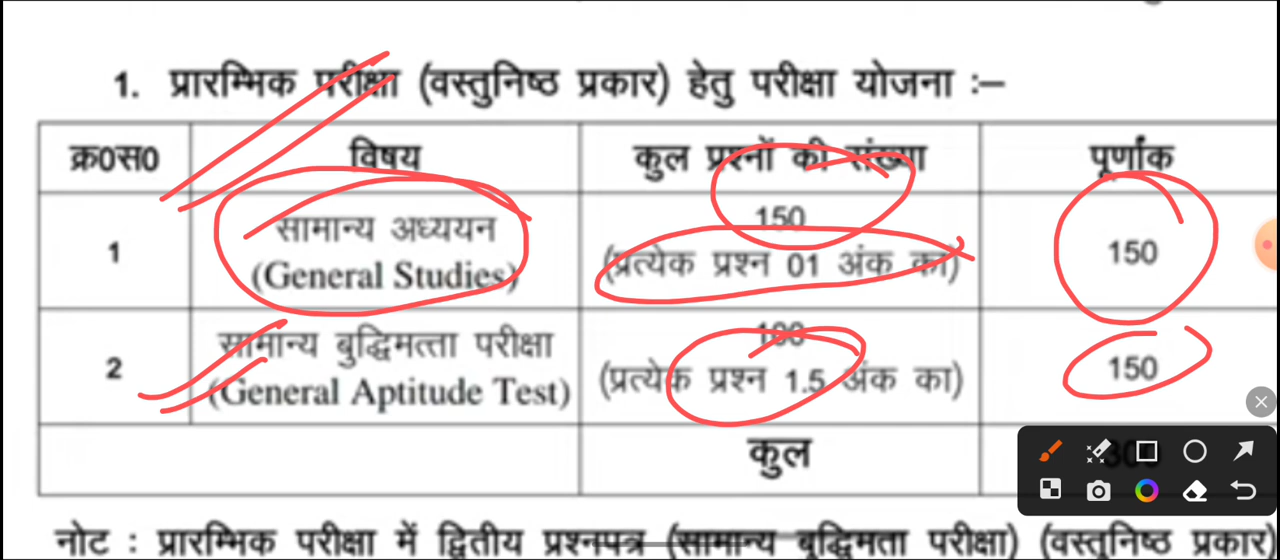 1. प्रारम्भिक परीक्षा (वस्तुनिष्ठ प्रकार) हेतु परीक्षा योजना :–
क्र0स0 विषय कुल प्रश्नों की संख्या पूर्णांक
1 सामान्य अध्ययन (General Studies) 150 (प्रत्येक प्रश्न 01 अंक का) 150
2 सामान्य बुद्धिमत्ता परीक्षा (General Aptitude Test) 100 (प्रत्येक प्रश्न 1.5 अंक का) 150
कुल 300
नोट : प्रारम्भिक परीक्षा में द्वितीय प्रश्नपत्र (सामान्य बुद्धिमता परीक्षा) (वस्तुनिष्ठ प्रकार)